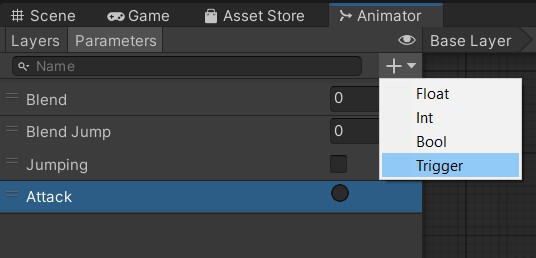 Scene Game Asset Store Animator
Layers Parameters Base Layer
Name
Float
Int
Bool
Trigger
Blend 0
Blend Jump 0
Jumping
Attack